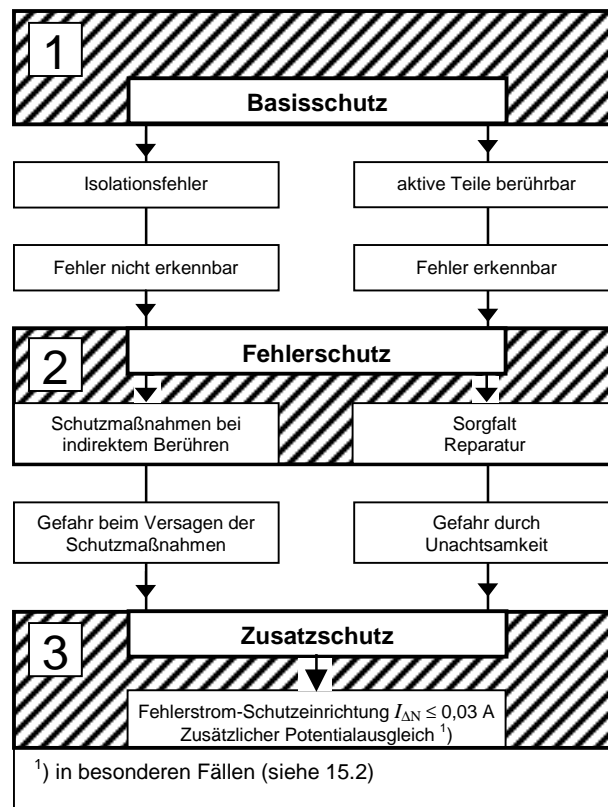 1
Basisschutz
Isolationsfehler
aktive Teile berührbar
Fehler nicht erkennbar
Fehler erkennbar
2
Fehlerschutz
Schutzmaßnahmen bei
indirektem Berühren
Sorgfalt
Reparatur
Gefahr beim Versagen der
Schutzmaßnahmen
Gefahr durch
Unachtsamkeit
3
Zusatzschutz
Fehlerstrom-Schutzeinrichtung I∆N ≤ 0,03 A
Zusätzlicher Potentialausgleich ¹)
¹) in besonderen Fällen (siehe 15.2)